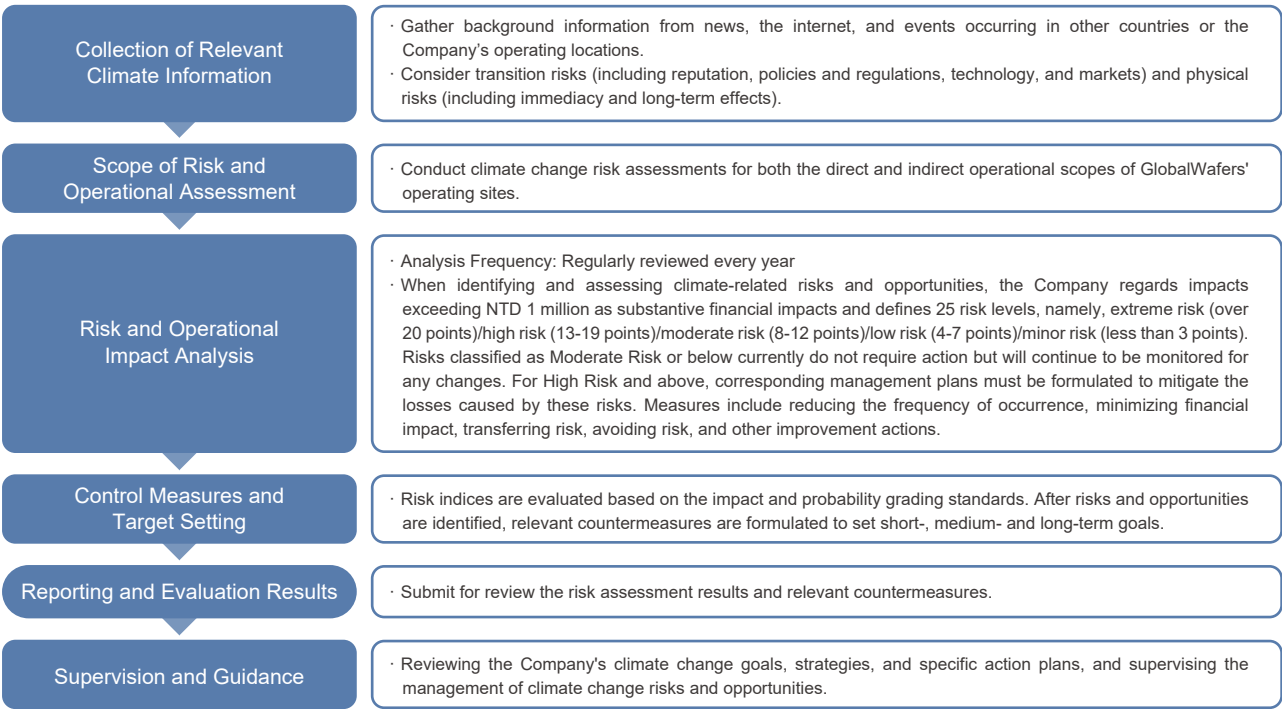 Collection of Relevant
Climate Information
· Gather background information from news, the internet, and events occurring in other countries or the
Company’s operating locations.
· Consider transition risks (including reputation, policies and regulations, technology, and markets) and physical
risks (including immediacy and long-term effects).
Scope of Risk and
Operational Assessment
· Conduct climate change risk assessments for both the direct and indirect operational scopes of GlobalWafers'
operating sites.
Risk and Operational
Impact Analysis
· Analysis Frequency: Regularly reviewed every year
· When identifying and assessing climate-related risks and opportunities, the Company regards impacts
exceeding NTD 1 million as substantive financial impacts and defines 25 risk levels, namely, extreme risk (over
20 points)/high risk (13-19 points)/moderate risk (8-12 points)/low risk (4-7 points)/minor risk (less than 3 points).
Risks classified as Moderate Risk or below currently do not require action but will continue to be monitored for
any changes. For High Risk and above, corresponding management plans must be formulated to mitigate the
losses caused by these risks. Measures include reducing the frequency of occurrence, minimizing financial
impact, transferring risk, avoiding risk, and other improvement actions.
Control Measures and
Target Setting
· Risk indices are evaluated based on the impact and probability grading standards. After risks and opportunities
are identified, relevant countermeasures are formulated to set short-, medium- and long-term goals.
Reporting and Evaluation Results
· Submit for review the risk assessment results and relevant countermeasures.
Supervision and Guidance
· Reviewing the Company's climate change goals, strategies, and specific action plans, and supervising the
management of climate change risks and opportunities.